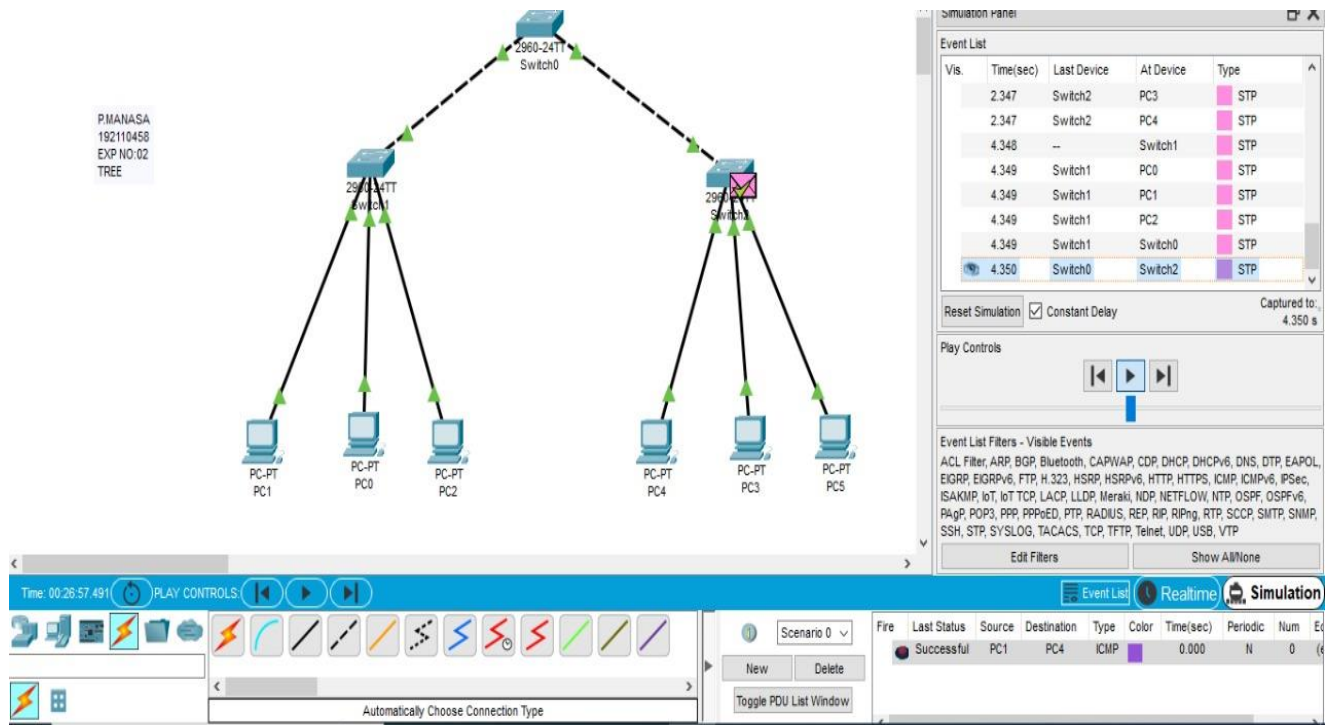 Simulation Panel
2960-24TT
Switch0
P.MANASA
192110458
EXP NO:02
TREE
2960-24TT
Switch1
Switch2
PC-PT
PC1
PC-PT
PC0
PC-PT
PC2
PC-PT
PC4
PC-PT
PC3
PC-PT
PC5
Event List
Vis. Time(sec) Last Device At Device Type
2.347 Switch2 PC3 STP
2.347 Switch2 PC4 STP
4.348 -- Switch1 STP
4.349 Switch1 PC0 STP
4.349 Switch1 PC1 STP
4.349 Switch1 PC2 STP
4.349 Switch1 Switch0 STP
4.350 Switch0 Switch2 STP
Reset Simulation Constant Delay
Captured to:
4.350 s
Play Controls
Event List Filters - Visible Events
ACL Filter, ARP, BGP, Bluetooth, CAPWAP, CDP, DHCP, DHCPv6, DNS, DTP, EAPOL,
EIGRP, EIGRPv6, FTP, H.323, HSRP, HSRPv6, HTTP, HTTPS, ICMP, ICMPv6, IPSec,
ISAKMP, IoT, IoT TCP, LACP, LLDP, Meraki, NDP, NETFLOW, NTP, OSPF, OSPFv6,
PAgP, POP3, PPP, PPPoED, PTP, RADIUS, REP, RIP, RIPng, RTP, SCCP, SMTP, SNMP,
SSH, STP, SYSLOG, TACACS, TCP, TFTP, Telnet, UDP, USB, VTP
Edit Filters Show All/None
Time: 00:26:57.491 PLAY CONTROLS: Event List Realtime Simulation
Scenario 0
New Delete
Toggle PDU List Window
Fire Last Status Source Destination Type Color Time(sec) Periodic Num
Successful PC1 PC4 ICMP 0.000 N 0
Automatically Choose Connection Type